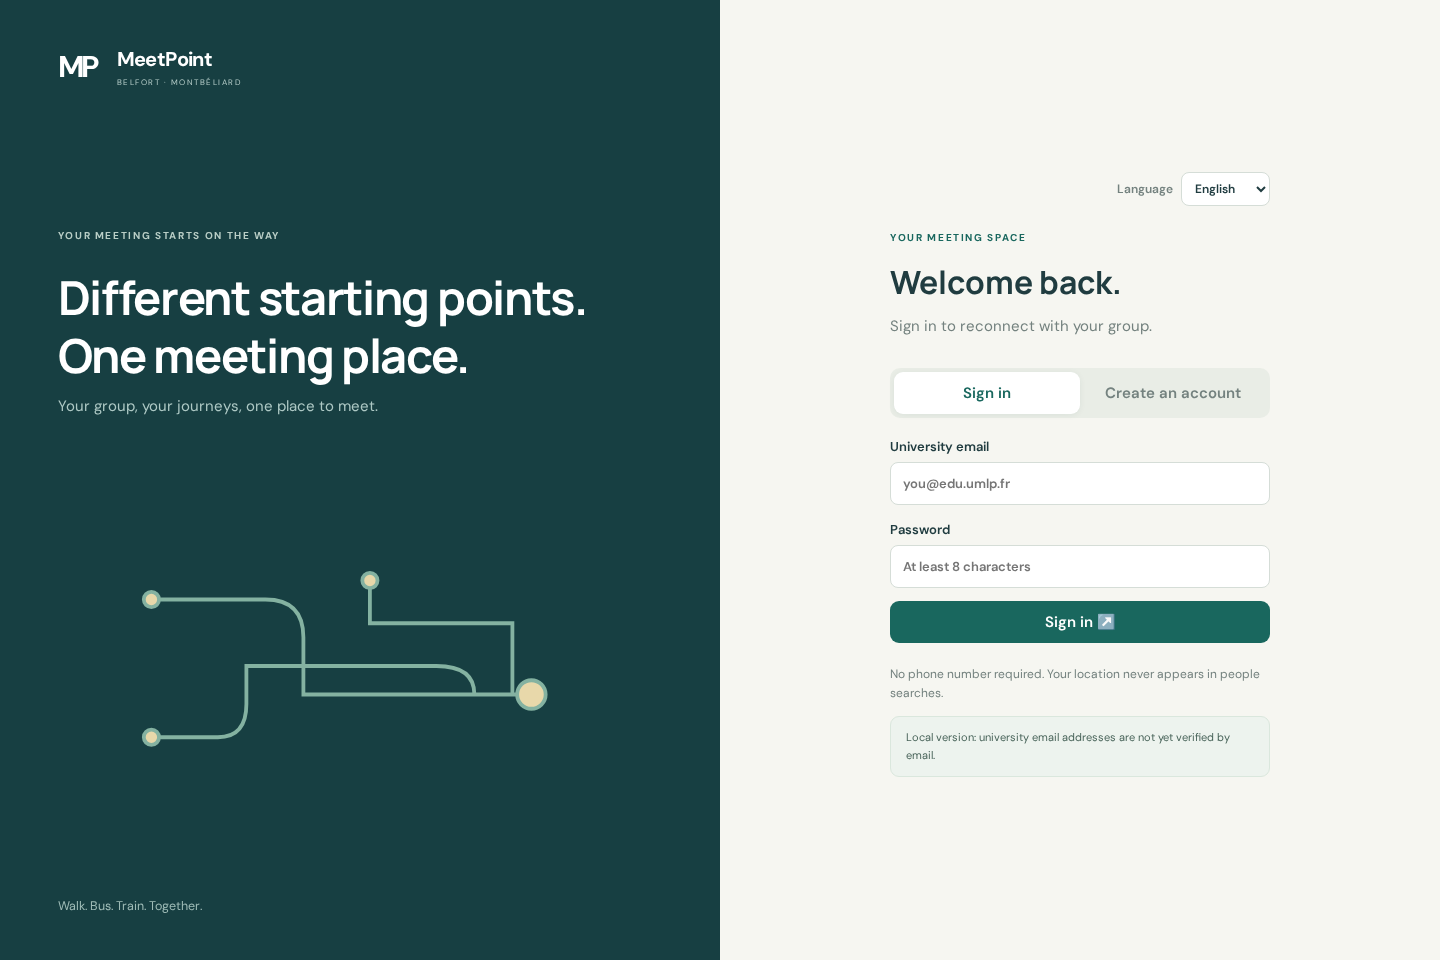 MP
MeetPoint
BELFORT · MONTBÉLIARD
YOUR MEETING STARTS ON THE WAY
Different starting points.
One meeting place.
Your group, your journeys, one place to meet.
Walk. Bus. Train. Together.
Language
English
YOUR MEETING SPACE
Welcome back.
Sign in to reconnect with your group.
Sign in
Create an account
University email
you@edu.umlp.fr
Password
At least 8 characters
Sign in ↗
No phone number required. Your location never appears in people
searches.
Local version: university email addresses are not yet verified by
email.